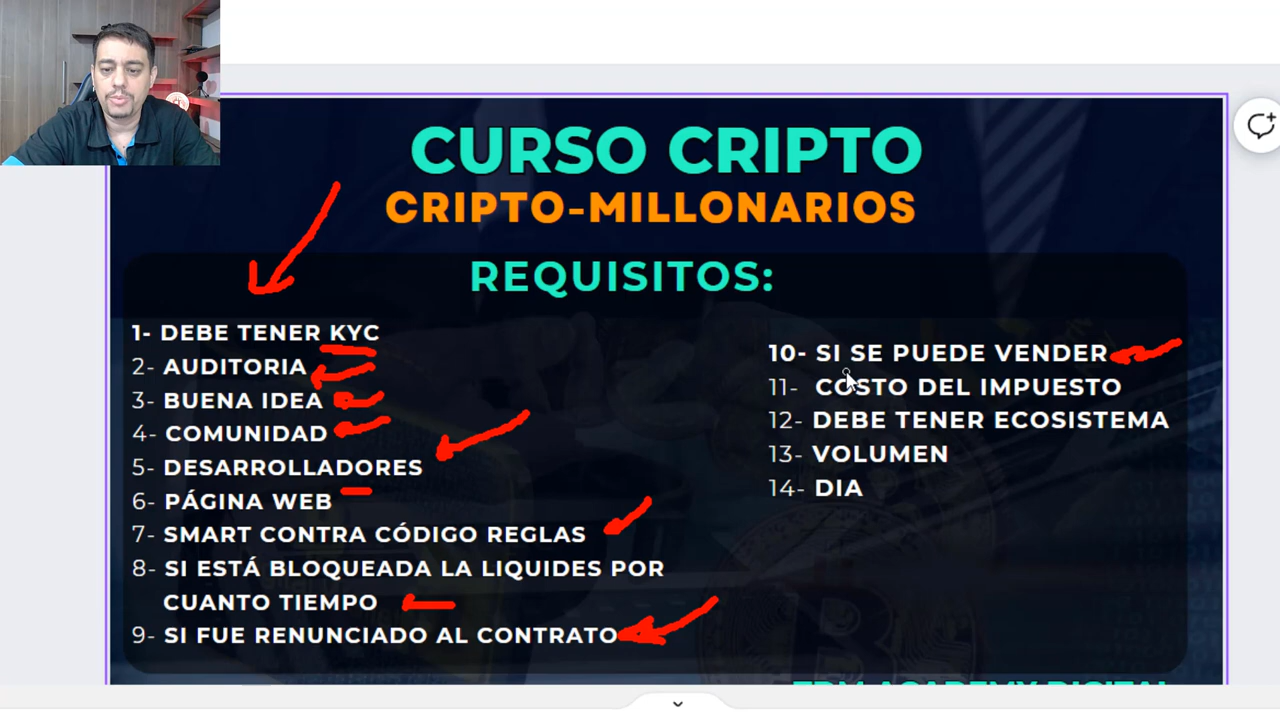 CURSO CRIPTO
CRIPTO-MILLONARIOS
REQUISITOS:
1- DEBE TENER KYC
2- AUDITORIA
3- BUENA IDEA
4- COMUNIDAD
5- DESARROLLADORES
6- PÁGINA WEB
7- SMART CONTRA CÓDIGO REGLAS
8- SI ESTÁ BLOQUEADA LA LIQUIDES POR
CUANTO TIEMPO
9- SI FUE RENUNCIADO AL CONTRATO
10- SI SE PUEDE VENDER
11- COSTO DEL IMPUESTO
12- DEBE TENER ECOSISTEMA
13- VOLUMEN
14- DIA